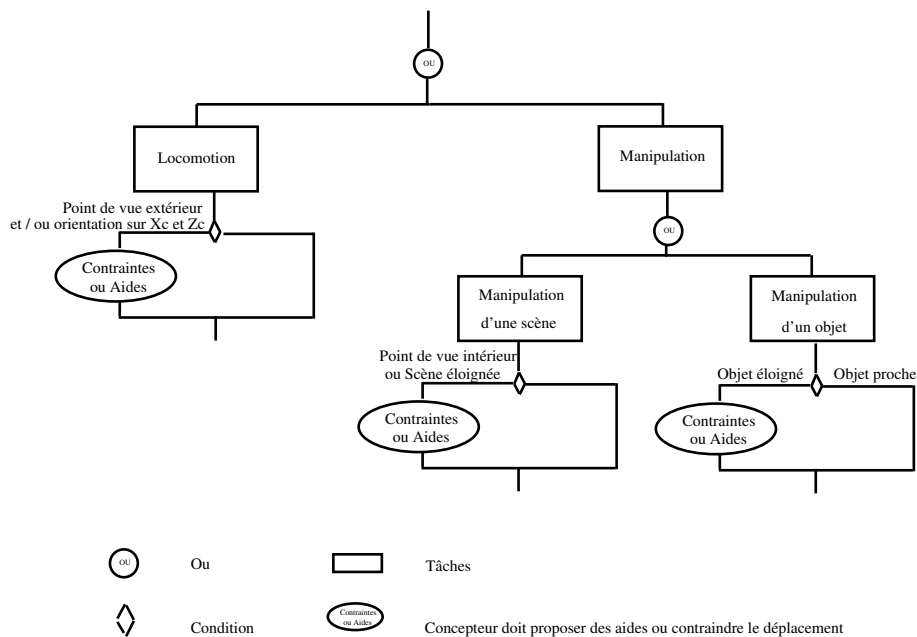 OU
Locomotion
Manipulation
Point de vue extérieur
et / ou orientation sur Xc et Zc
OU
Contraintes
ou Aides
Manipulation
d'une scène
Manipulation
d'un objet
Point de vue intérieur
ou Scène éloignée
Objet éloigné
Objet proche
Contraintes
ou Aides
Contraintes
ou Aides
OU
Ou
Tâches
Condition
Contraintes
ou Aides
Concepteur doit proposer des aides ou contraindre le déplacement